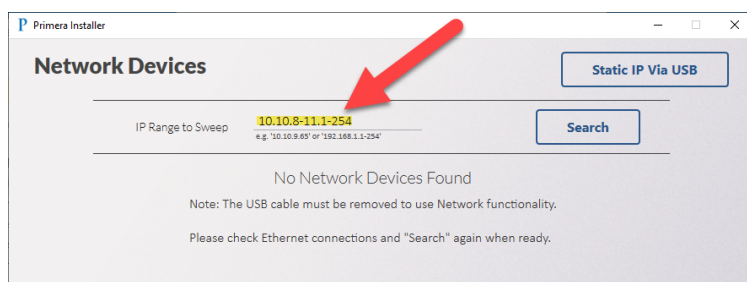 Primera Installer
Network Devices
Static IP Via USB
IP Range to Sweep
10.10.8-11.1-254
e.g. '10.10.9.65' or '192.168.1.1-254'
Search
No Network Devices Found
Note: The USB cable must be removed to use Network functionality.
Please check Ethernet connections and "Search" again when ready.